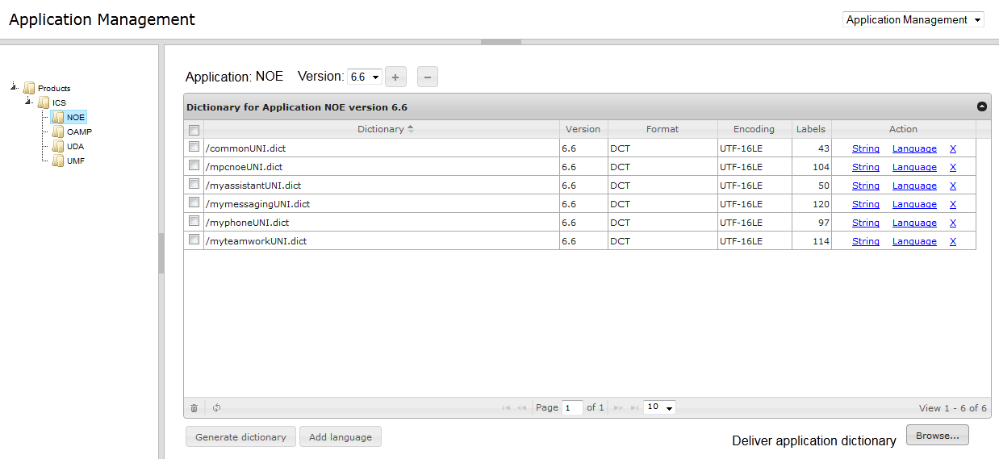 Application Management
Application Management
Products
ICS
NOE
OAMP
UDA
UMF
Application: NOE Version: 6.6 + −
Dictionary for Application NOE version 6.6
Dictionary Version Format Encoding Labels Action
/commonUNI.dict 6.6 DCT UTF-16LE 43 String Language X
/mpcnoeUNI.dict 6.6 DCT UTF-16LE 104 String Language X
/myassistantUNI.dict 6.6 DCT UTF-16LE 50 String Language X
/mymessagingUNI.dict 6.6 DCT UTF-16LE 120 String Language X
/myphoneUNI.dict 6.6 DCT UTF-16LE 97 String Language X
/myteamworkUNI.dict 6.6 DCT UTF-16LE 114 String Language X
Page 1 of 1 10 View 1 - 6 of 6
Generate dictionary Add language Deliver application dictionary Browse...